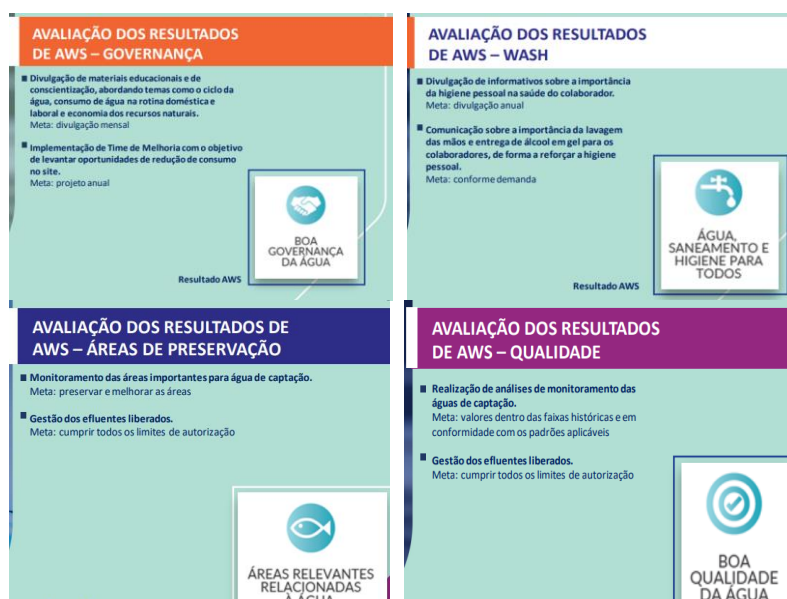 AVALIAÇÃO DOS RESULTADOS
DE AWS – GOVERNANÇA
Divulgação de materiais educacionais e de
conscientização, abordando temas como o ciclo da
água, consumo de água na rotina doméstica e
laboral e economia dos recursos naturais.
Meta: divulgação mensal
Implementação de Time de Melhoria com o objetivo
de levantar oportunidades de redução de consumo
no site.
Meta: projeto anual
BOA
GOVERNANÇA
DA ÁGUA
Resultado AWS
AVALIAÇÃO DOS RESULTADOS
DE AWS – WASH
Divulgação de informativos sobre a importância
da higiene pessoal na saúde do colaborador.
Meta: divulgação anual
Comunicação sobre a importância da lavagem
das mãos e entrega de álcool em gel para os
colaboradores, de forma a reforçar a higiene
pessoal.
Meta: conforme demanda
ÁGUA,
SANEAMENTO E
HIGIENE PARA
TODOS
Resultado AWS
AVALIAÇÃO DOS RESULTADOS DE
AWS – ÁREAS DE PRESERVAÇÃO
Monitoramento das áreas importantes para água de captação.
Meta: preservar e melhorar as áreas
Gestão dos efluentes liberados.
Meta: cumprir todos os limites de autorização
ÁREAS RELEVANTES
RELACIONADAS
À ÁGUA
AVALIAÇÃO DOS RESULTADOS
DE AWS – QUALIDADE
Realização de análises de monitoramento das
águas de captação.
Meta: valores dentro das faixas históricas e em
conformidade com os padrões aplicáveis
Gestão dos efluentes liberados.
Meta: cumprir todos os limites de autorização
BOA
QUALIDADE
DA ÁGUA